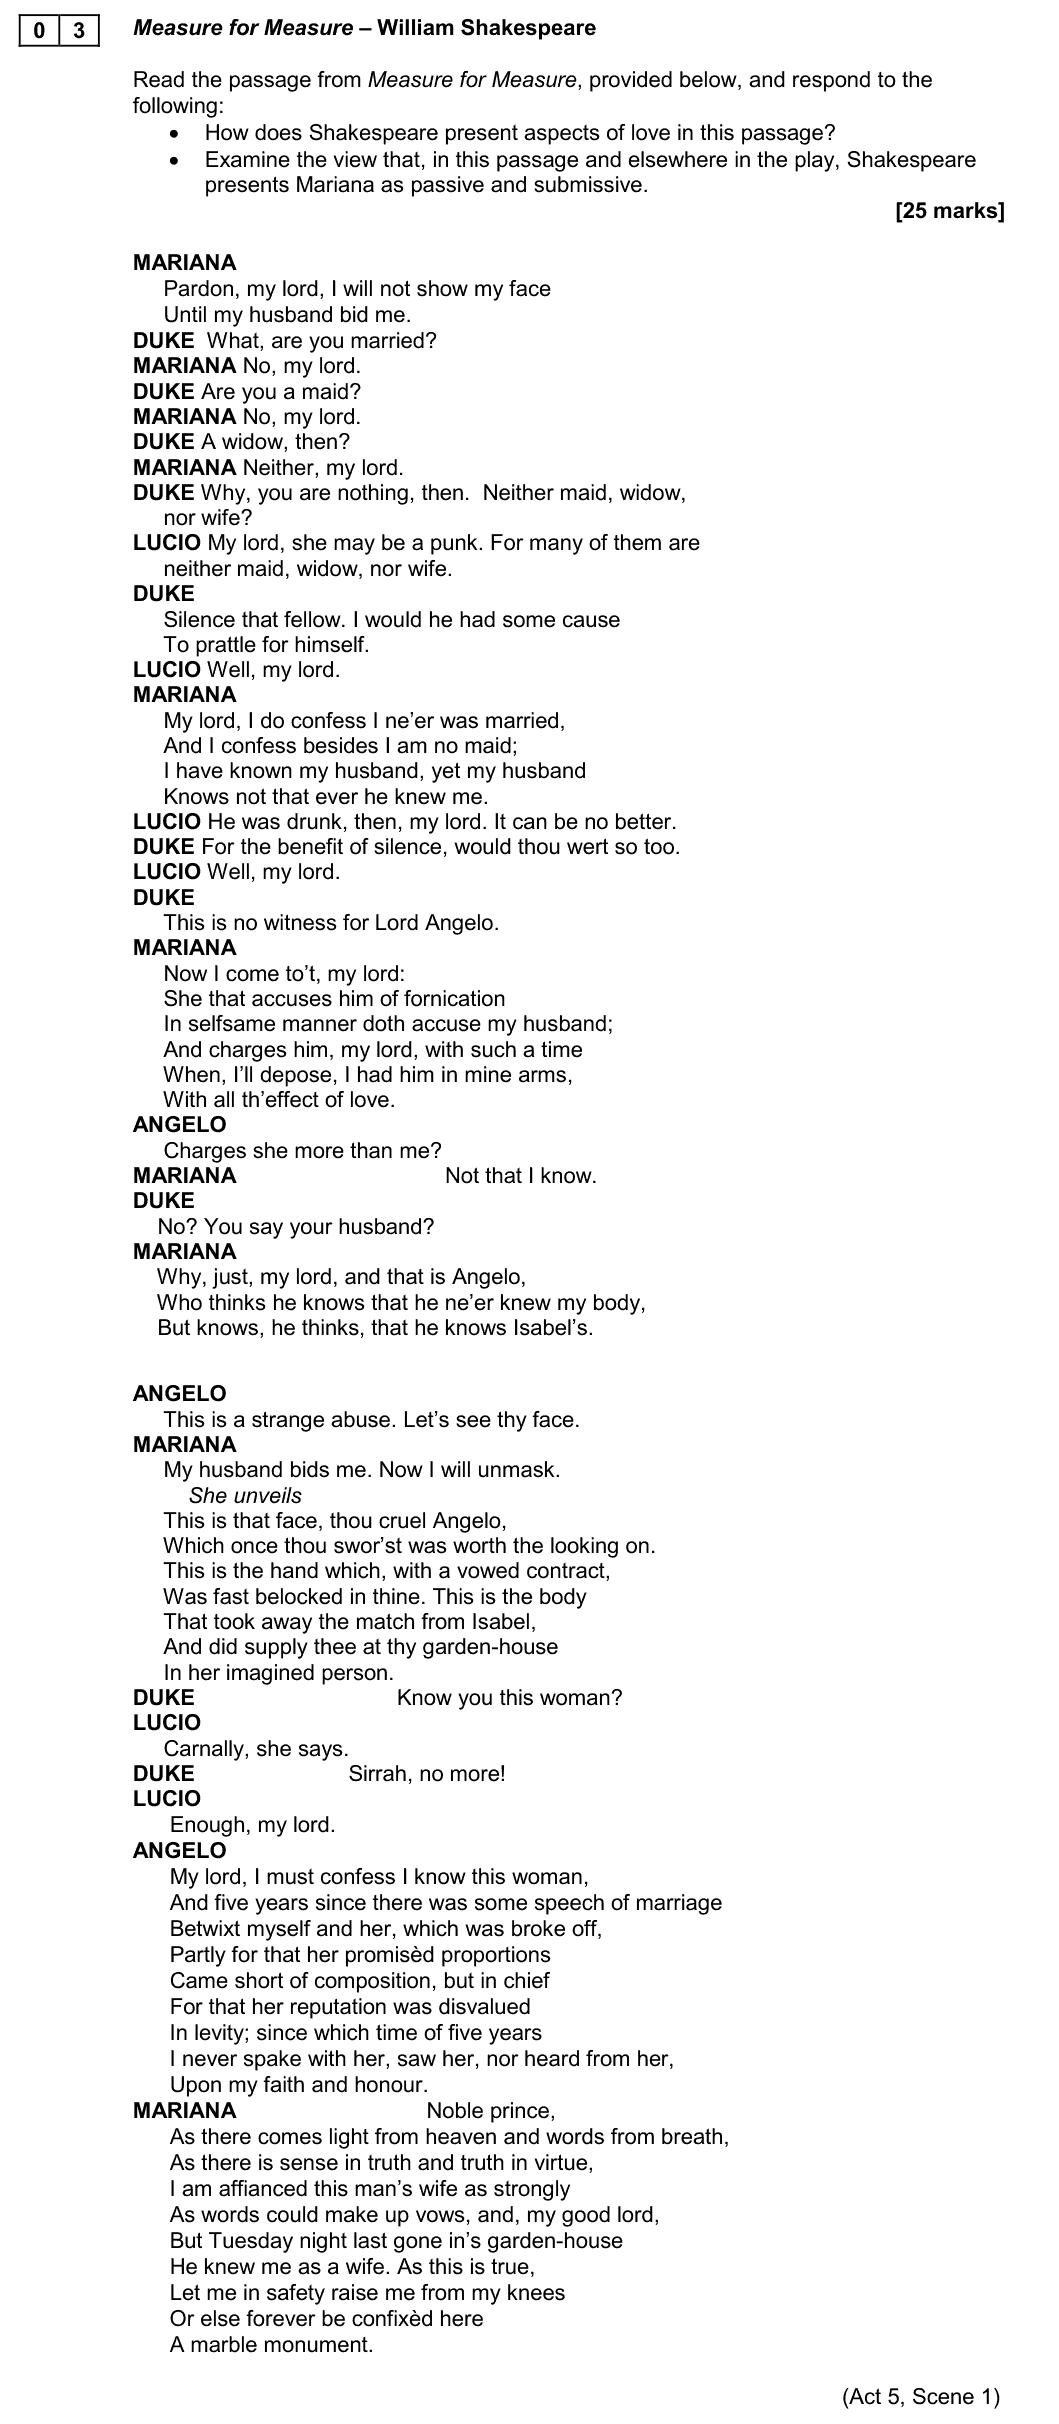 0 3 Measure for Measure – William Shakespeare
Read the passage from Measure for Measure, provided below, and respond to the
following:
• How does Shakespeare present aspects of love in this passage?
• Examine the view that, in this passage and elsewhere in the play, Shakespeare
presents Mariana as passive and submissive.
[25 marks]
MARIANA
Pardon, my lord, I will not show my face
Until my husband bid me.
DUKE What, are you married?
MARIANA No, my lord.
DUKE Are you a maid?
MARIANA No, my lord.
DUKE A widow, then?
MARIANA Neither, my lord.
DUKE Why, you are nothing, then. Neither maid, widow,
nor wife?
LUCIO My lord, she may be a punk. For many of them are
neither maid, widow, nor wife.
DUKE
Silence that fellow. I would he had some cause
To prattle for himself.
LUCIO Well, my lord.
MARIANA
My lord, I do confess I ne’er was married,
And I confess besides I am no maid;
I have known my husband, yet my husband
Knows not that ever he knew me.
LUCIO He was drunk, then, my lord. It can be no better.
DUKE For the benefit of silence, would thou wert so too.
LUCIO Well, my lord.
DUKE
This is no witness for Lord Angelo.
MARIANA
Now I come to’t, my lord:
She that accuses him of fornication
In selfsame manner doth accuse my husband;
And charges him, my lord, with such a time
When, I’ll depose, I had him in mine arms,
With all th’effect of love.
ANGELO
Charges she more than me?
MARIANA Not that I know.
DUKE
No? You say your husband?
MARIANA
Why, just, my lord, and that is Angelo,
Who thinks he knows that he ne’er knew my body,
But knows, he thinks, that he knows Isabel’s.
ANGELO
This is a strange abuse. Let’s see thy face.
MARIANA
My husband bids me. Now I will unmask.
She unveils
This is that face, thou cruel Angelo,
Which once thou swor’st was worth the looking on.
This is the hand which, with a vowed contract,
Was fast belocked in thine. This is the body
That took away the match from Isabel,
And did supply thee at thy garden-house
In her imagined person.
DUKE Know you this woman?
LUCIO
Carnally, she says.
DUKE Sirrah, no more!
LUCIO
Enough, my lord.
ANGELO
My lord, I must confess I know this woman,
And five years since there was some speech of marriage
Betwixt myself and her, which was broke off,
Partly for that her promisèd proportions
Came short of composition, but in chief
For that her reputation was disvalued
In levity; since which time of five years
I never spake with her, saw her, nor heard from her,
Upon my faith and honour.
MARIANA Noble prince,
As there comes light from heaven and words from breath,
As there is sense in truth and truth in virtue,
I am affianced this man’s wife as strongly
As words could make up vows, and, my good lord,
But Tuesday night last gone in’s garden-house
He knew me as a wife. As this is true,
Let me in safety raise me from my knees
Or else forever be confixèd here
A marble monument.
(Act 5, Scene 1)